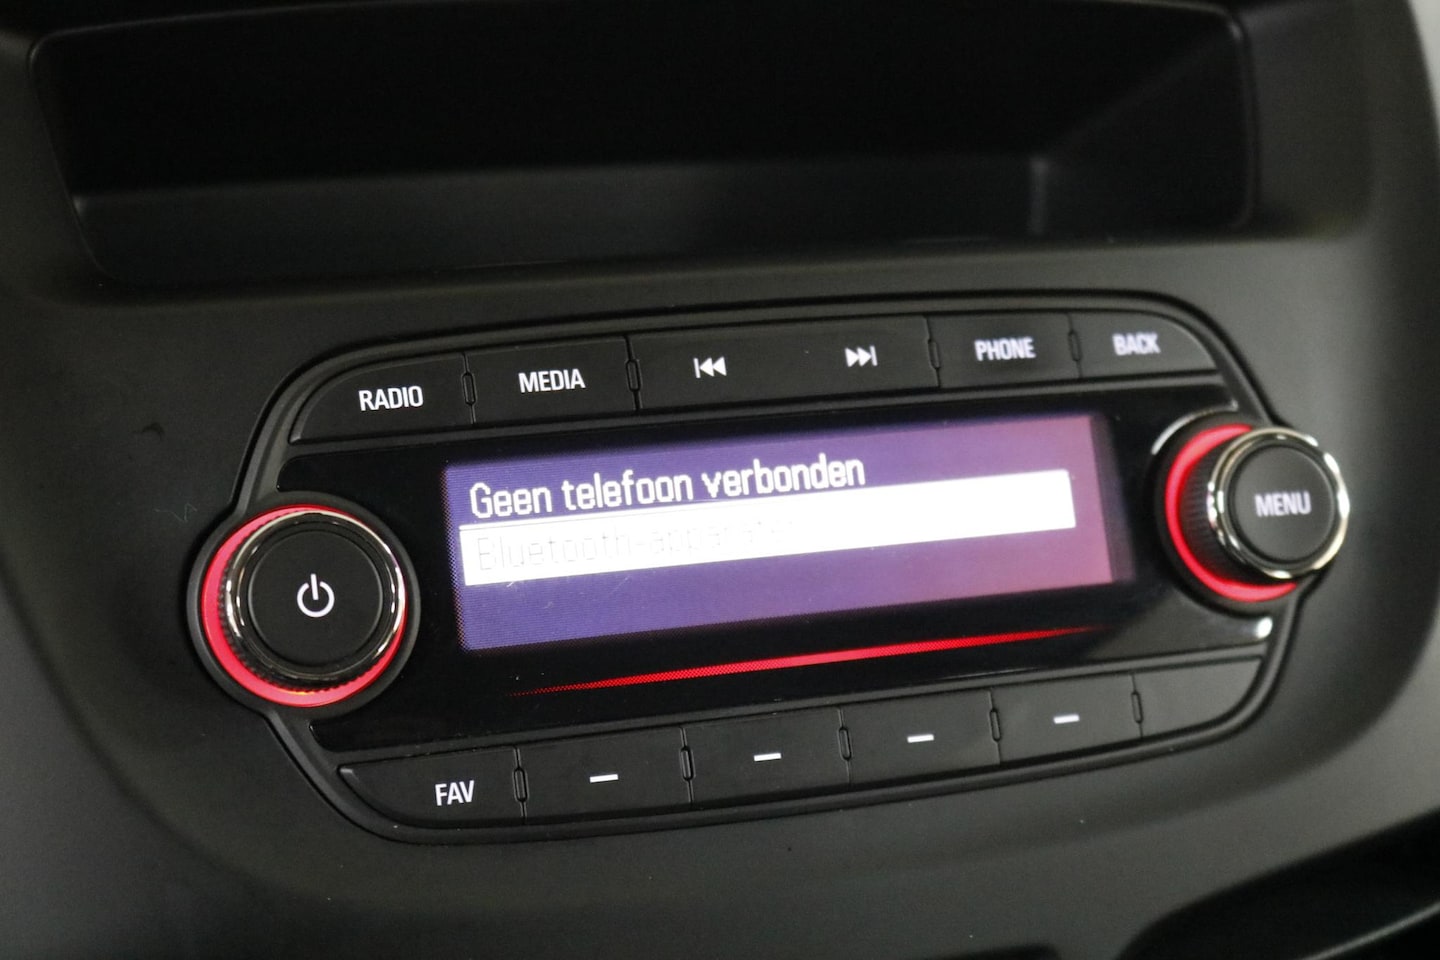 RADIO
MEDIA
PHONE
BACK
Geen telefoon verbonden
Bluetooth-apparaten
MENU
FAV